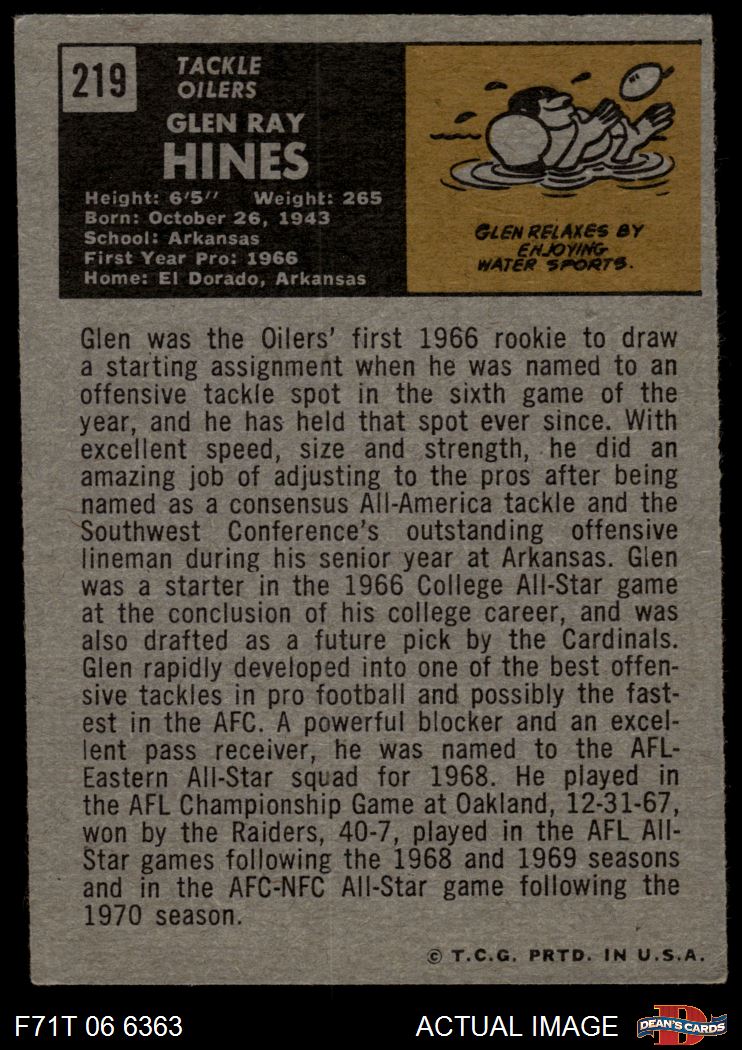 219
TACKLE
OILERS
GLEN RAY
HINES
Height: 6'5'' Weight: 265
Born: October 26, 1943
School: Arkansas
First Year Pro: 1966
Home: El Dorado, Arkansas
GLEN RELAXES BY
ENJOYING
WATER SPORTS.
Glen was the Oilers' first 1966 rookie to draw
a starting assignment when he was named to an
offensive tackle spot in the sixth game of the
year, and he has held that spot ever since. With
excellent speed, size and strength, he did an
amazing job of adjusting to the pros after being
named as a consensus All-America tackle and the
Southwest Conference's outstanding offensive
lineman during his senior year at Arkansas. Glen
was a starter in the 1966 College All-Star game
at the conclusion of his college career, and was
also drafted as a future pick by the Cardinals.
Glen rapidly developed into one of the best offen-
sive tackles in pro football and possibly the fast-
est in the AFC. A powerful blocker and an excel-
lent pass receiver, he was named to the AFL-
Eastern All-Star squad for 1968. He played in
the AFL Championship Game at Oakland, 12-31-67,
won by the Raiders, 40-7, played in the AFL All-
Star games following the 1968 and 1969 seasons
and in the AFC-NFC All-Star game following the
1970 season.
© T.C.G. PRTD. IN U.S.A.
F71T 06 6363 ACTUAL IMAGE
D
DEAN'S CARDS